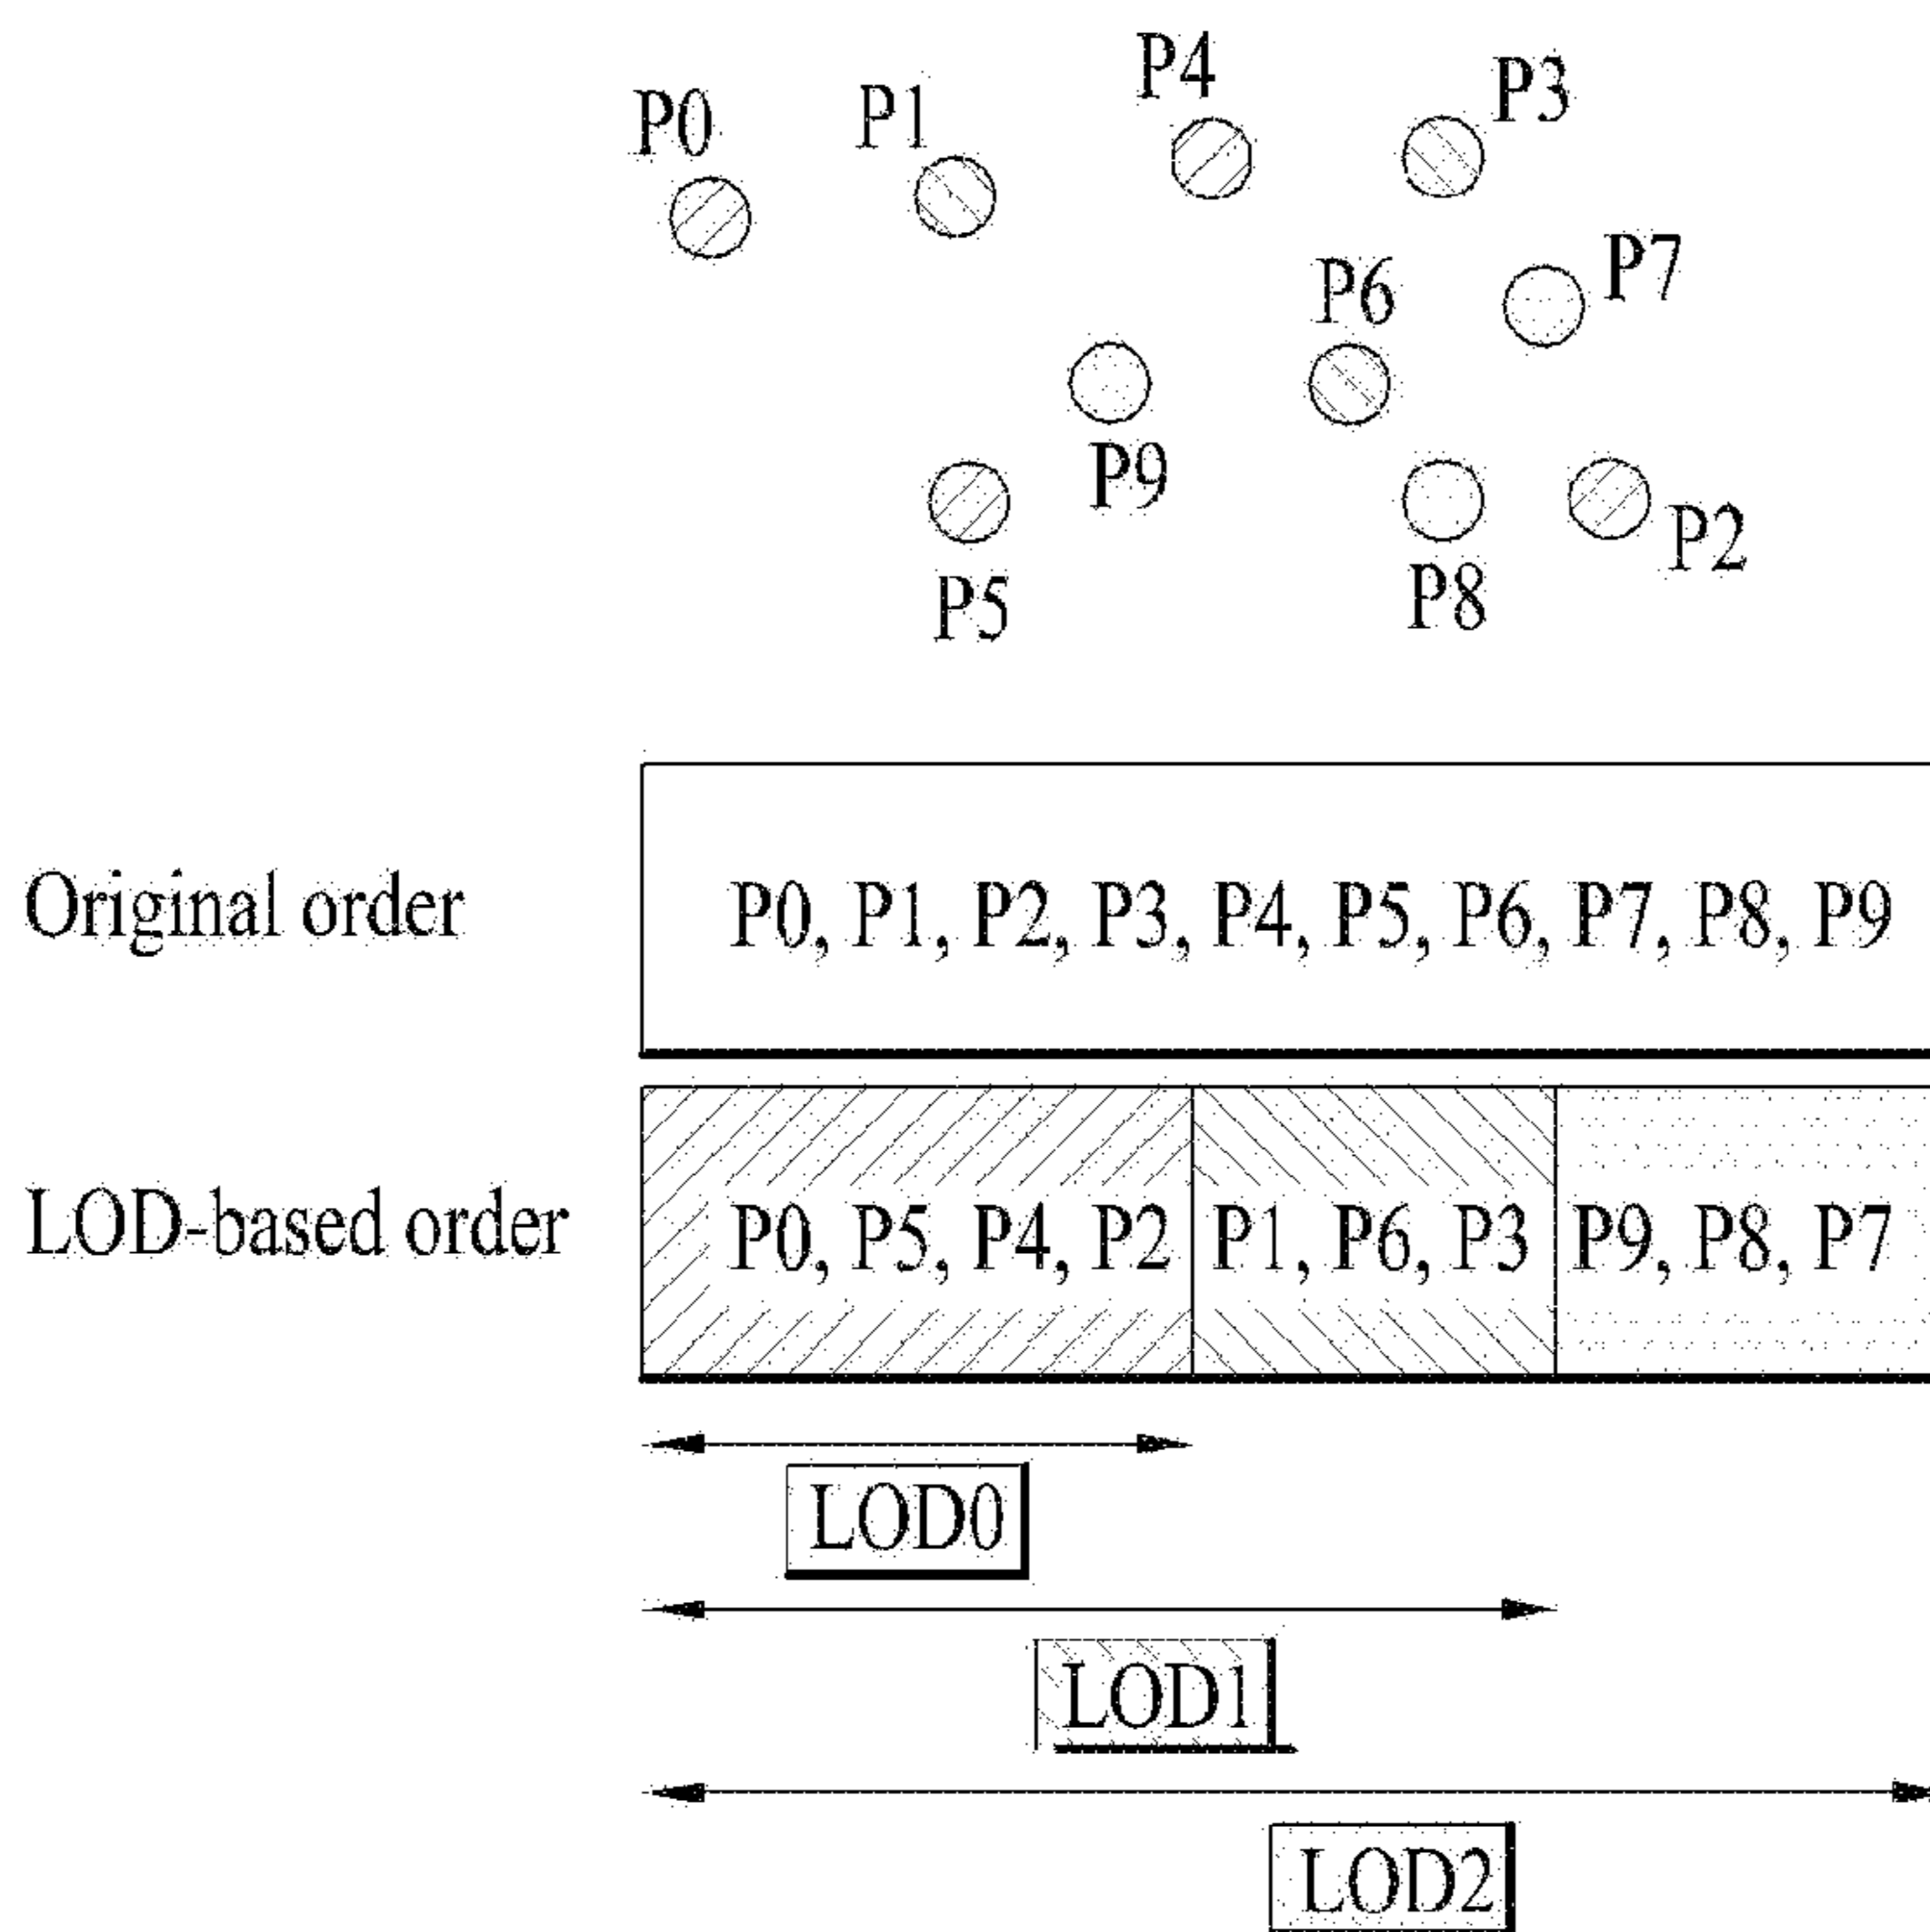 P4
P3
P0
P1
P7
P6
P9
P2
P8
P5
Original order
P0, P1, P2, P3, P4, P5, P6, P7, P8, P9
LOD-based order
P0, P5, P4, P2
P1, P6, P3
P9, P8, P7
LOD0
LOD1
LOD2